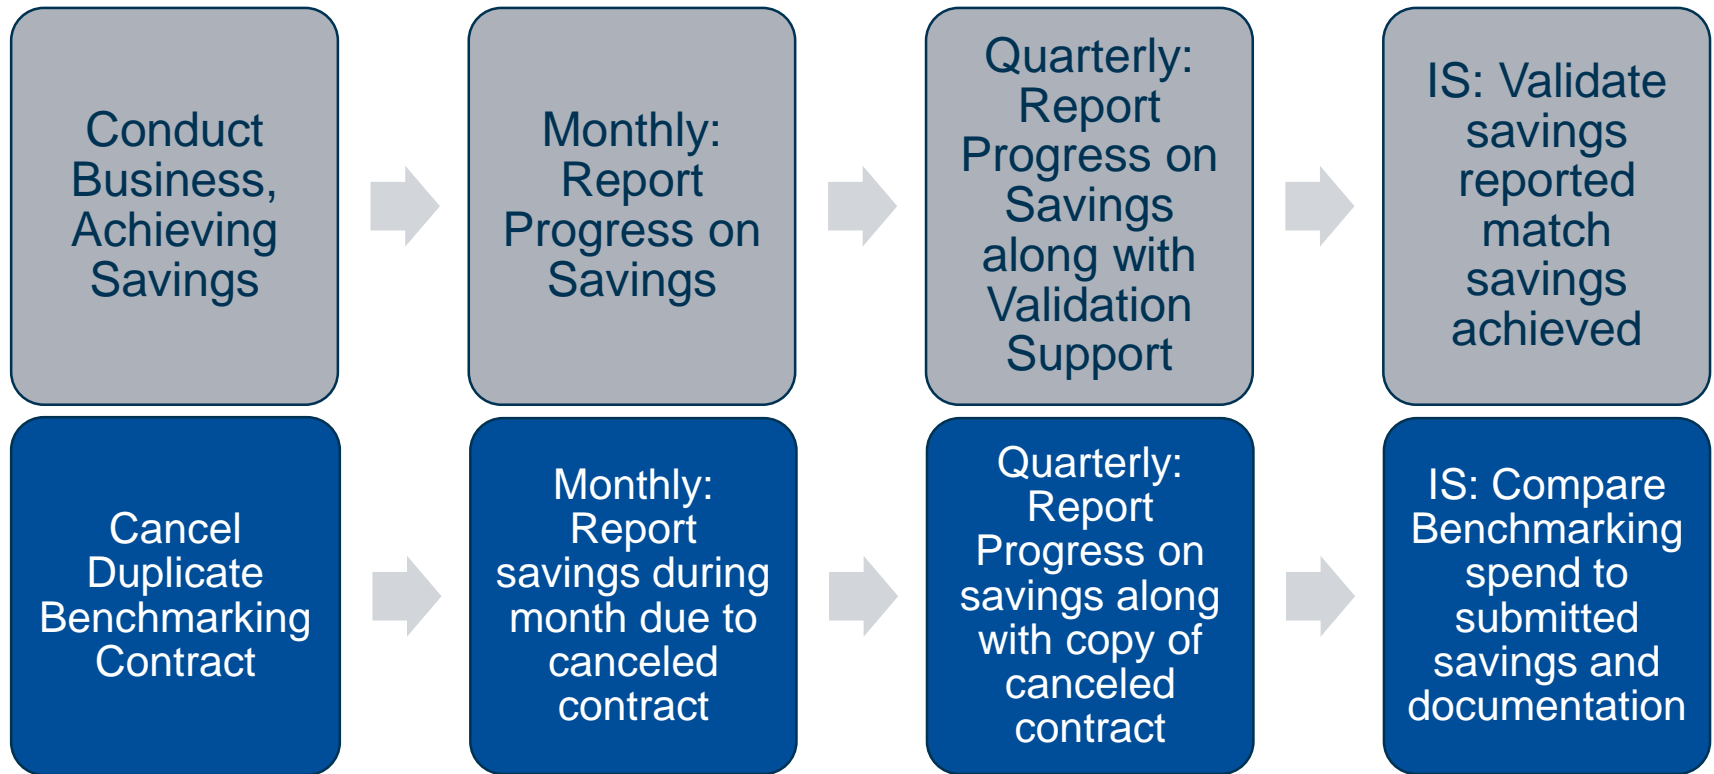 Conduct
Business,
Achieving
Savings
Monthly:
Report
Progress on
Savings
Quarterly:
Report
Progress on
Savings
along with
Validation
Support
IS: Validate
savings
reported
match
savings
achieved
Cancel
Duplicate
Benchmarking
Contract
Monthly:
Report
savings during
month due to
canceled
contract
Quarterly:
Report
Progress on
savings along
with copy of
canceled
contract
IS: Compare
Benchmarking
spend to
submitted
savings and
documentation